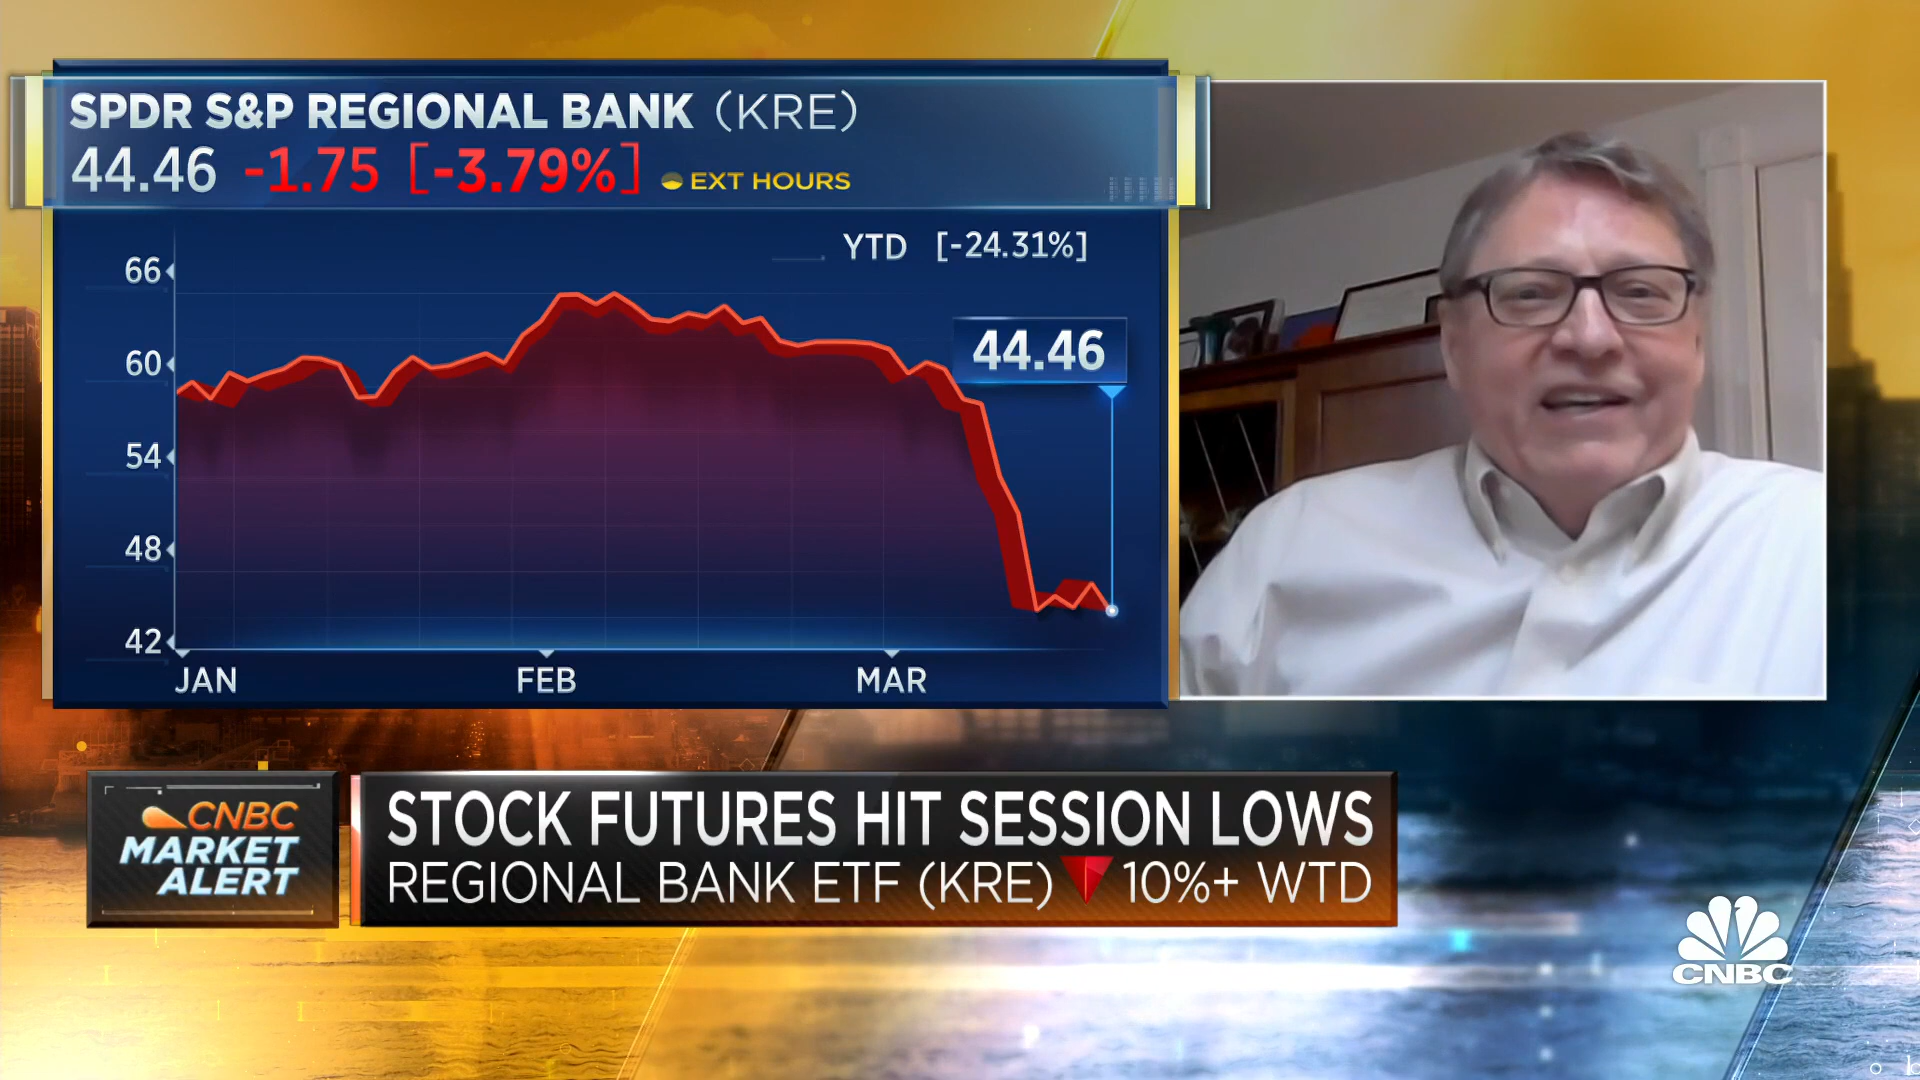 SPDR S&P REGIONAL BANK (KRE)
44.46 -1.75 [-3.79%] EXT HOURS
YTD [-24.31%]
66
60
54
48
42
44.46
JAN FEB MAR
CNBC
MARKET
ALERT
STOCK FUTURES HIT SESSION LOWS
REGIONAL BANK ETF (KRE) 10%+ WTD
CNBC